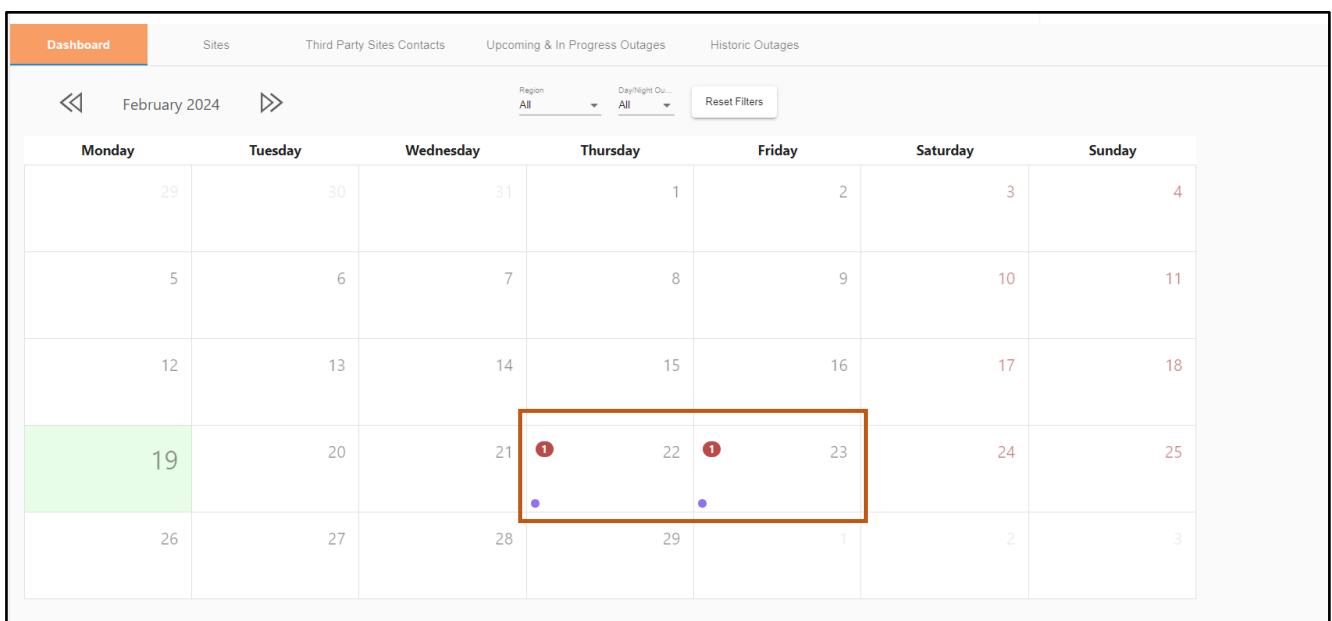 Dashboard Sites Third Party Sites Contacts Upcoming & In Progress Outages Historic Outages
Region Day/Night Ou...
February 2024 All All Reset Filters
Monday Tuesday Wednesday Thursday Friday Saturday Sunday
29 30 31 1 2 3 4
5 6 7 8 9 10 11
12 13 14 15 16 17 18
19 20 21 1 22 1 23 24 25
26 27 28 29 1 2 3